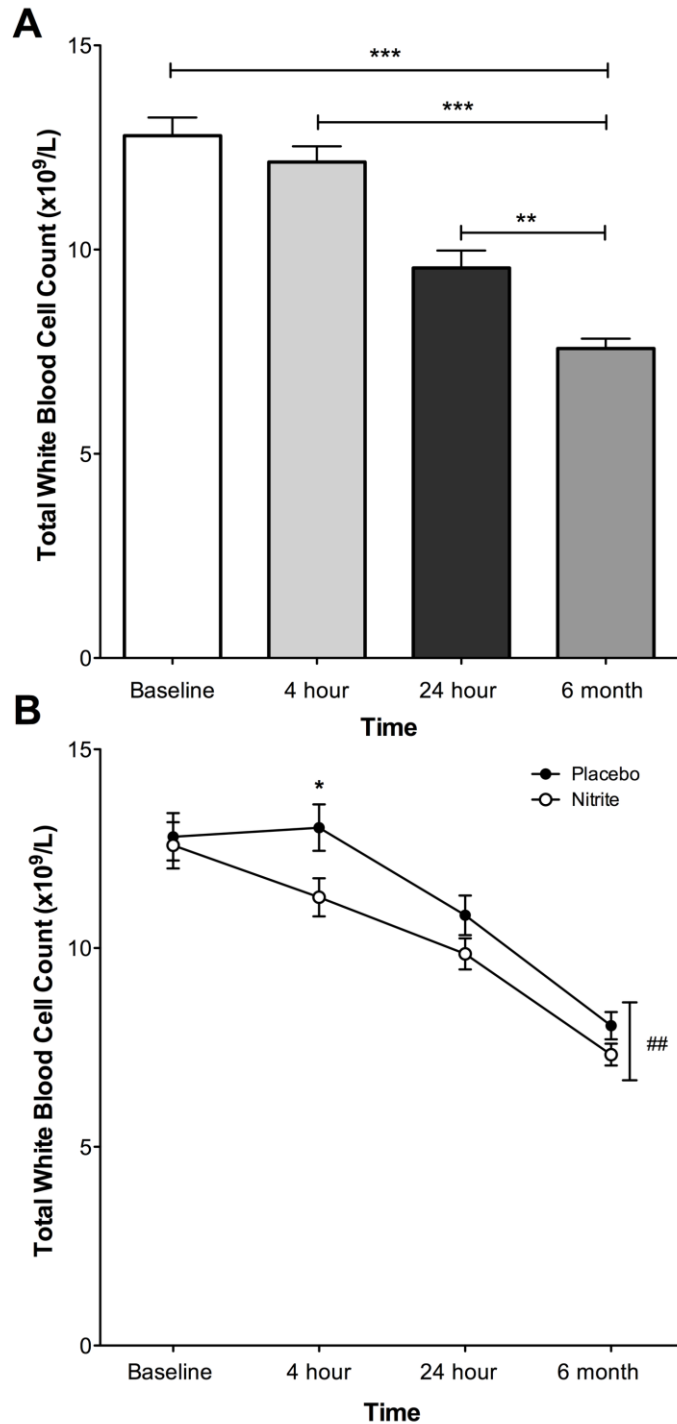 A
Total White Blood Cell Count (x10⁹/L)
15
10
5
0
***
***
**
Baseline 4 hour 24 hour 6 month
Time
B
Total White Blood Cell Count (x10⁹/L)
15
10
5
0
*
Placebo
Nitrite
##
Baseline 4 hour 24 hour 6 month
Time